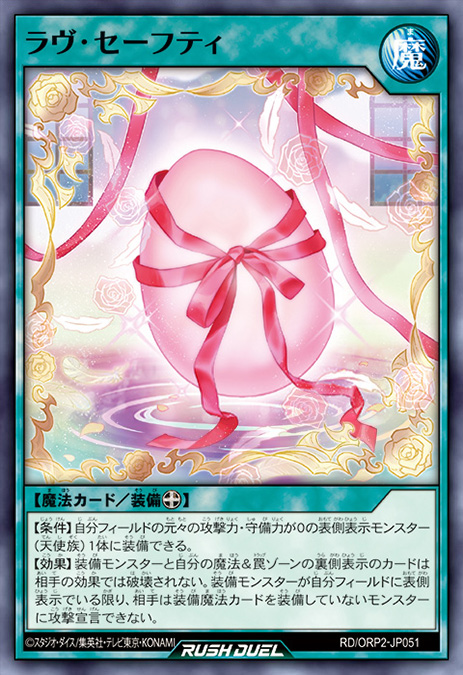 ラヴ・セーフティ
魔
【魔法カード／装備】
【条件】自分フィールドの元々の攻撃力・守備力が0の表側表示モンスター
(天使族)1体に装備できる。
【効果】装備モンスターと自分の魔法&罠ゾーンの裏側表示のカードは
相手の効果では破壊されない。装備モンスターが自分フィールドに表側
表示でいる限り、相手は装備魔法カードを装備していないモンスター
に攻撃宣言できない。
©スタジオ・ダイス/集英社・テレビ東京・KONAMI
RUSH DUEL
RD/ORP2-JP051